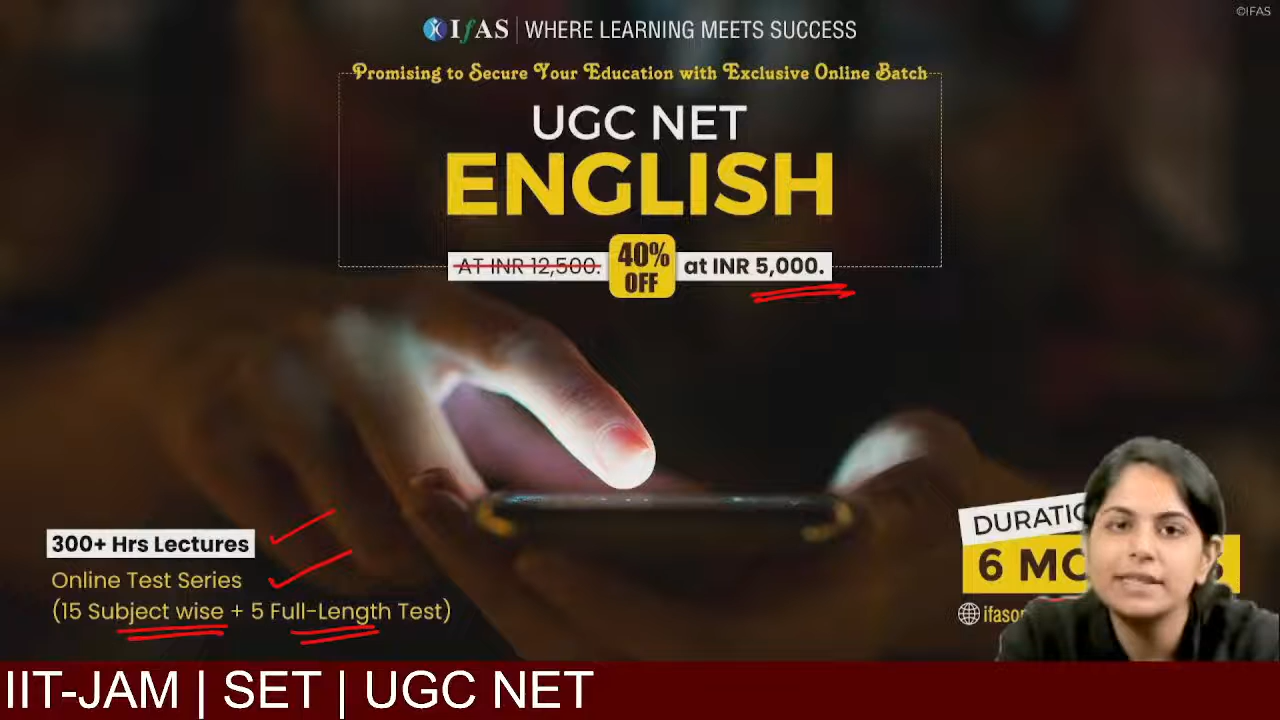 ©IFAS
IfAS | WHERE LEARNING MEETS SUCCESS
Promising to Secure Your Education with Exclusive Online Batch
UGC NET
ENGLISH
AT INR 12,500. 40% OFF at INR 5,000.
300+ Hrs Lectures
Online Test Series
(15 Subject wise + 5 Full-Length Test)
6
IIT-JAM | SET | UGC NET